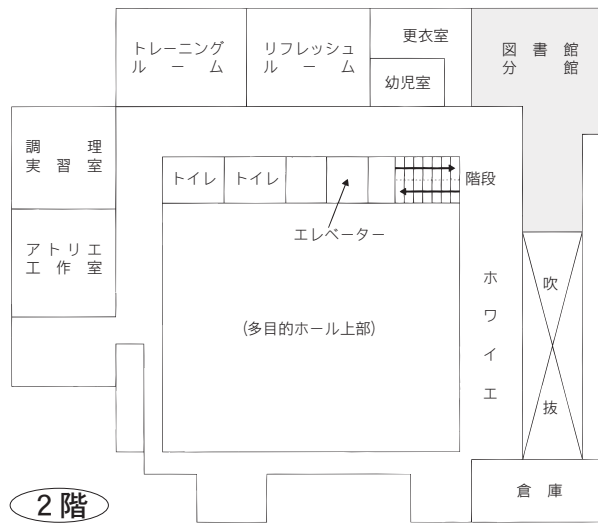 トレーニング
ルーム
リフレッシュ
ルーム
更衣室
幼児室
図書館
分館
調理
実習室
トイレ
トイレ
階段
エレベーター
アトリエ
工作室
(多目的ホール上部)
ホワイエ
吹
抜
倉庫
2階